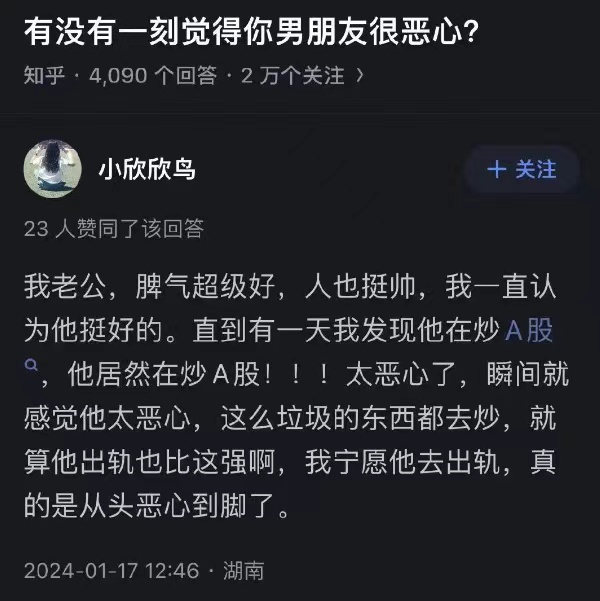 有没有一刻觉得你男朋友很恶心?
知乎 · 4,090 个回答 · 2 万个关注 >
小欣欣鸟
+ 关注
23 人赞同了该回答
我老公，脾气超级好，人也挺帅，我一直认
为他挺好的。直到有一天我发现他在炒A股
，他居然在炒A股！！！太恶心了，瞬间就
感觉他太恶心，这么垃圾的东西都去炒，就
算他出轨也比这强啊，我宁愿他去出轨，真
的是从头恶心到脚了。
2024-01-17 12:46 · 湖南